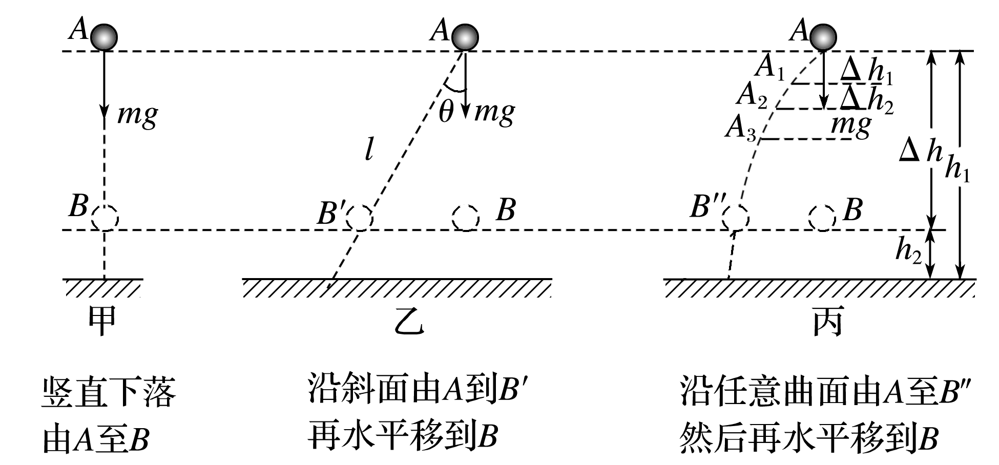 A
A
A
A₁
Δh₁
A₂
Δh₂
mg
θ
mg
mg
A₃
l
Δh
h₁
B
B′
B
B″
B
h₂
甲
乙
丙
竖直下落
由A至B
沿斜面由A到B′
再水平移到B
沿任意曲面由A至B″
然后再水平移到B